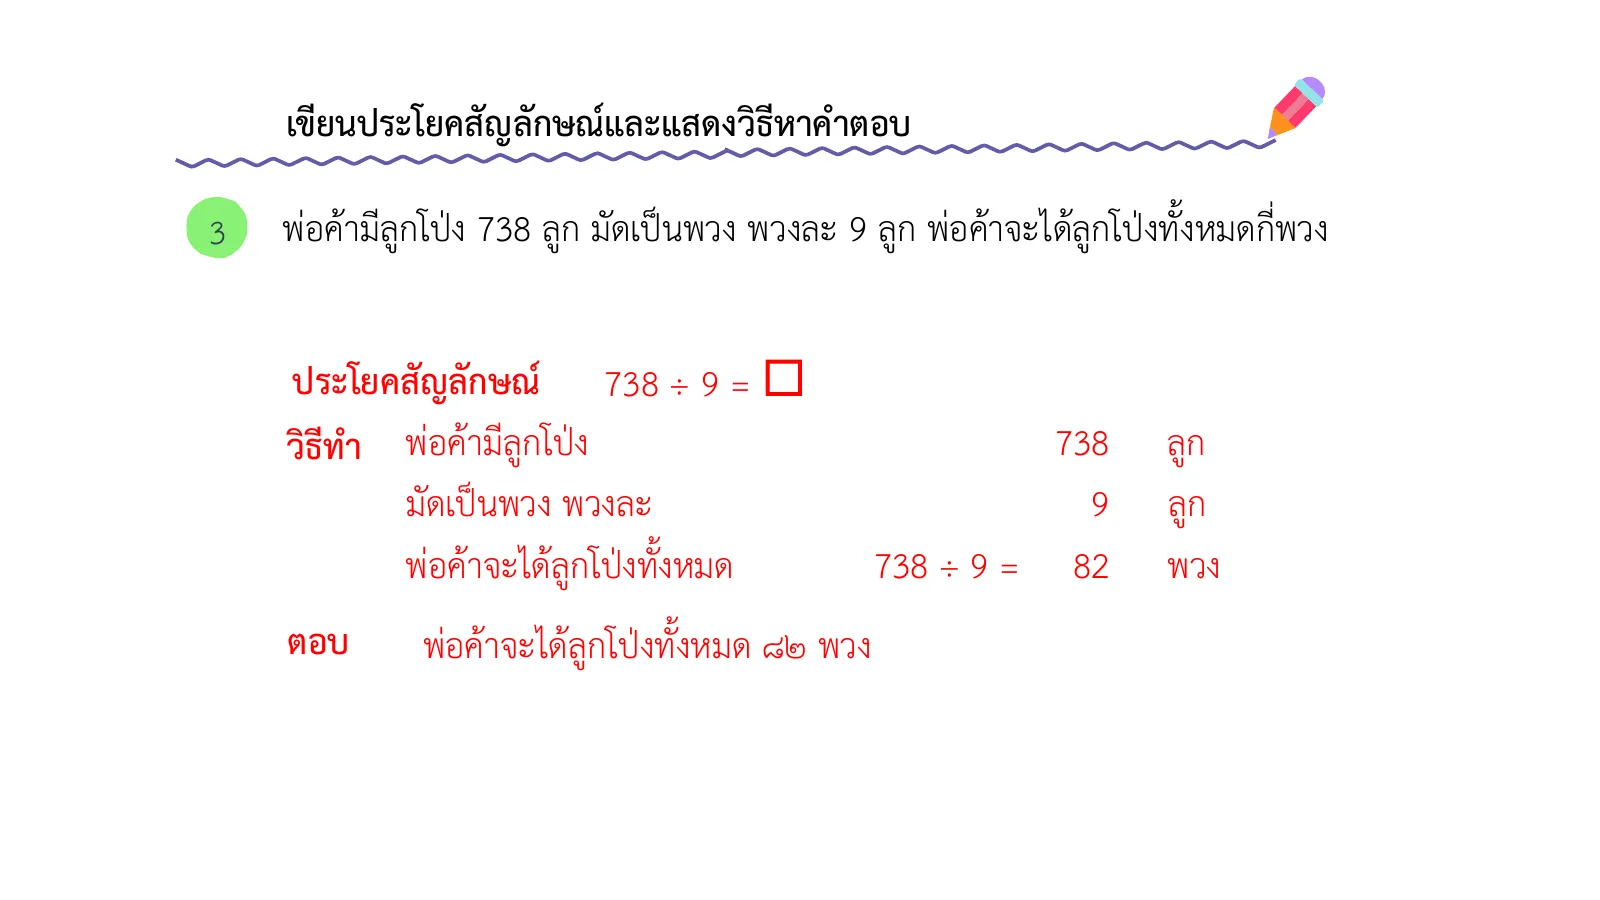 เขียนประโยคสัญลักษณ์และแสดงวิธีหาคำตอบ
3 พ่อค้ามีลูกโป่ง 738 ลูก มัดเป็นพวง พวงละ 9 ลูก พ่อค้าจะได้ลูกโป่งทั้งหมดกี่พวง
ประโยคสัญลักษณ์ 738 ÷ 9 = □
วิธีทำ พ่อค้ามีลูกโป่ง 738 ลูก
มัดเป็นพวง พวงละ 9 ลูก
พ่อค้าจะได้ลูกโป่งทั้งหมด 738 ÷ 9 = 82 พวง
ตอบ พ่อค้าจะได้ลูกโป่งทั้งหมด ๘๒ พวง